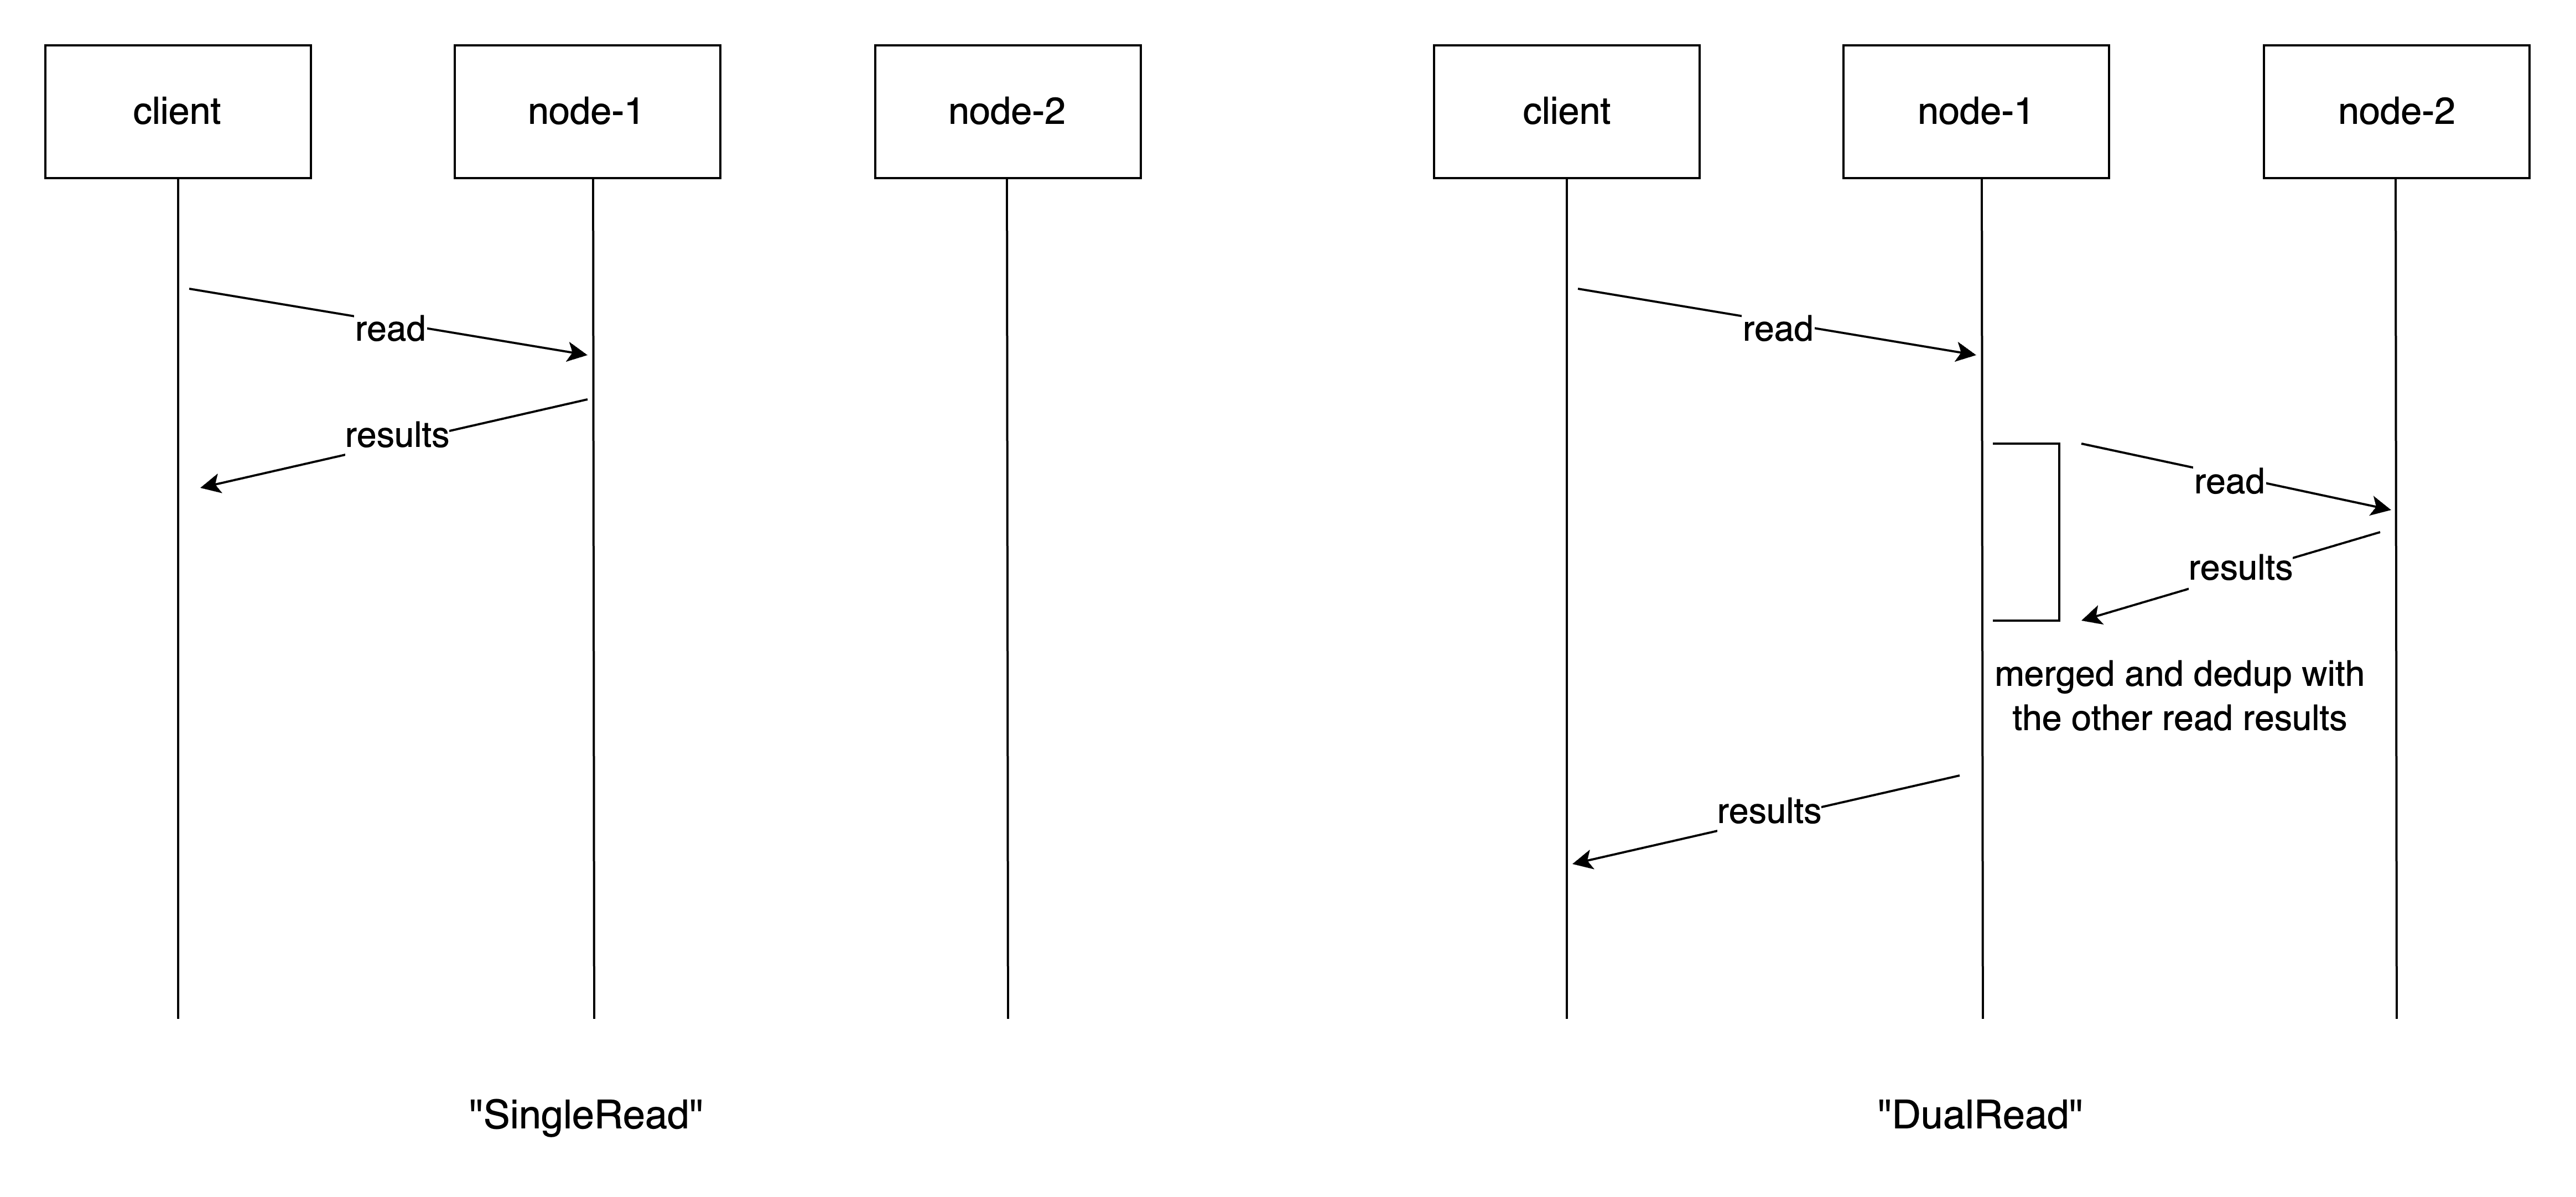 client
node-1
node-2
read
results
"SingleRead"
client
node-1
node-2
read
read
results
merged and dedup with
the other read results
results
"DualRead"